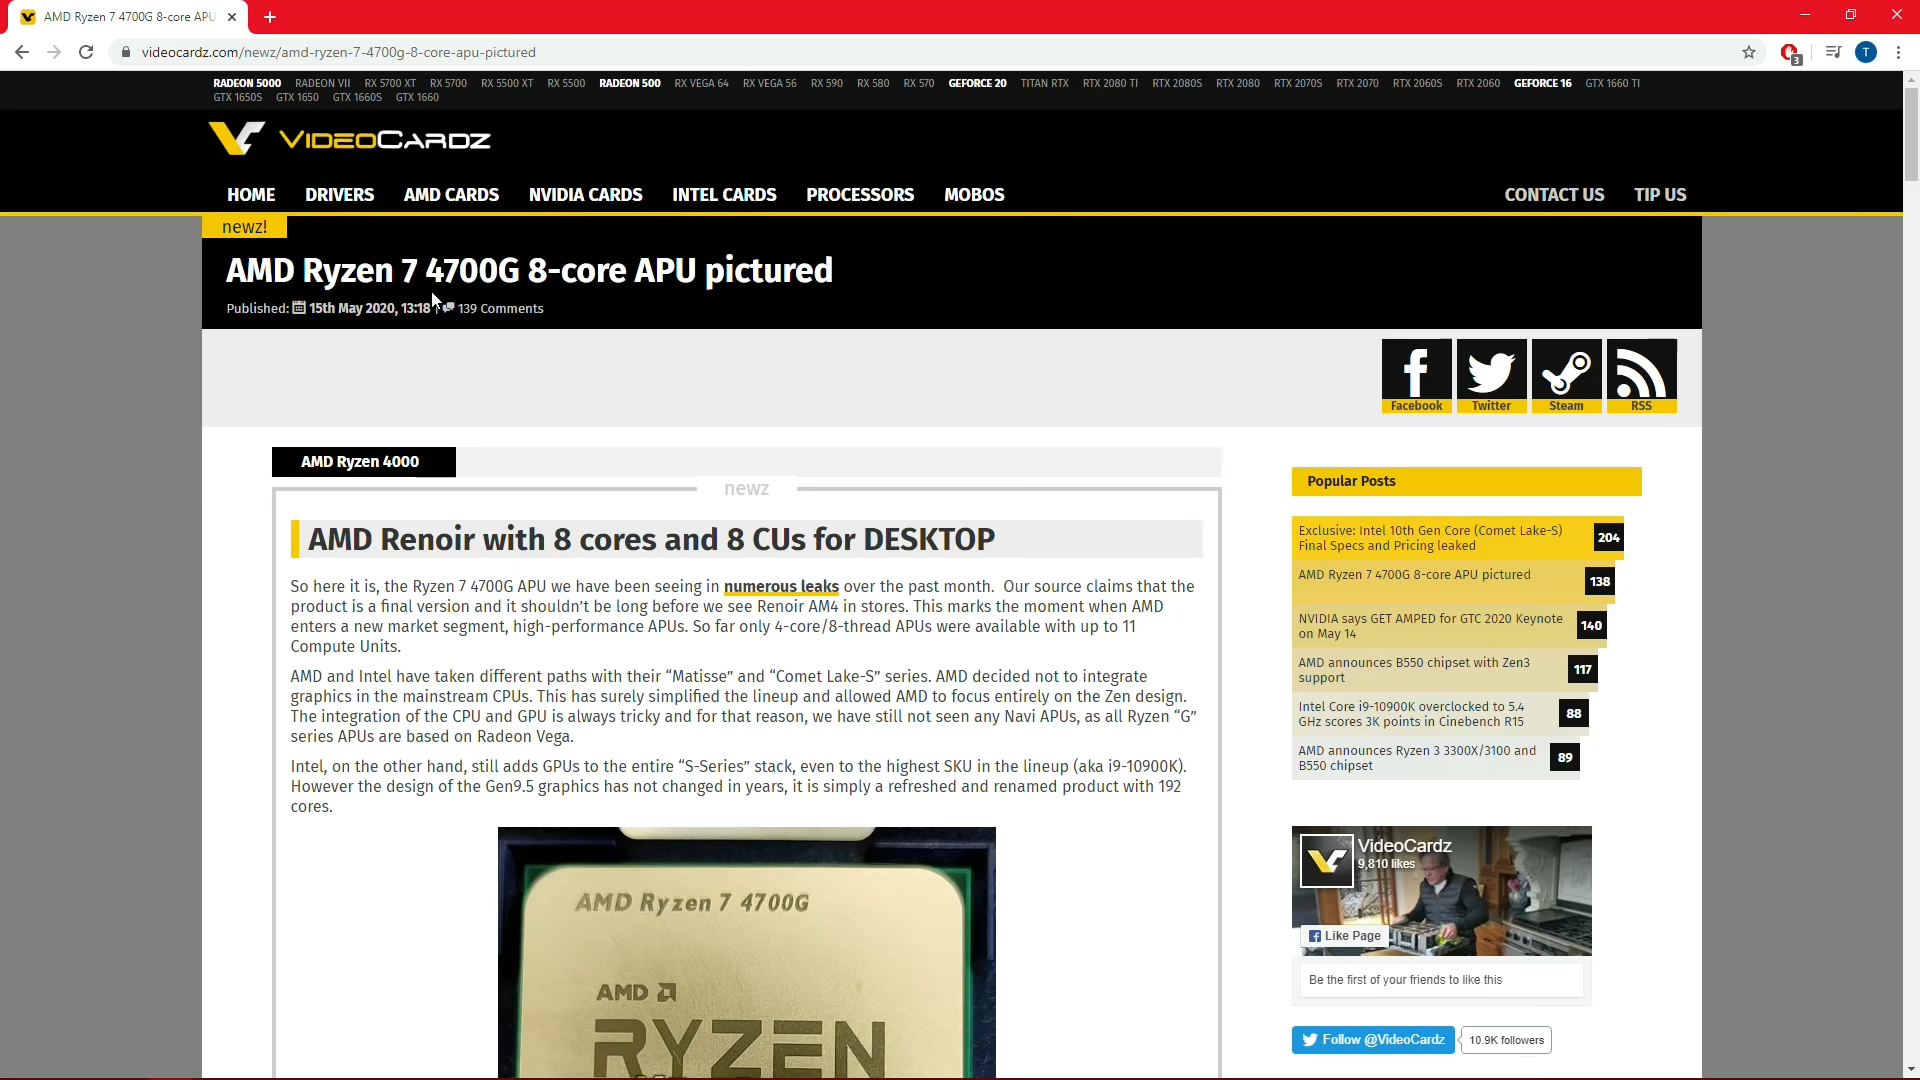 AMD Ryzen 7 4700G 8-core APU
videocardz.com/newz/amd-ryzen-7-4700g-8-core-apu-pictured
3
T
RADEON 5000 RADEON VII RX 5700 XT RX 5700 RX 5500 XT RX 5500 RADEON 500 RX VEGA 64 RX VEGA 56 RX 590 RX 580 RX 570 GEFORCE 20 TITAN RTX RTX 2080 TI RTX 2080S RTX 2080 RTX 2070S RTX 2070 RTX 2060S RTX 2060 GEFORCE 16 GTX 1660 TI
GTX 1650S GTX 1650 GTX 1660S GTX 1660
VIDEOCARDZ
HOME DRIVERS AMD CARDS NVIDIA CARDS INTEL CARDS PROCESSORS MOBOS CONTACT US TIP US
newz!
AMD Ryzen 7 4700G 8-core APU pictured
Published: 15th May 2020, 13:18 | 139 Comments
Facebook Twitter Steam RSS
AMD Ryzen 4000
newz
AMD Renoir with 8 cores and 8 CUs for DESKTOP
So here it is, the Ryzen 7 4700G APU we have been seeing in numerous leaks over the past month. Our source claims that the
product is a final version and it shouldn't be long before we see Renoir AM4 in stores. This marks the moment when AMD
enters a new market segment, high-performance APUs. So far only 4-core/8-thread APUs were available with up to 11
Compute Units.
AMD and Intel have taken different paths with their “Matisse” and “Comet Lake-S” series. AMD decided not to integrate
graphics in the mainstream CPUs. This has surely simplified the lineup and allowed AMD to focus entirely on the Zen design.
The integration of the CPU and GPU is always tricky and for that reason, we have still not seen any Navi APUs, as all Ryzen “G”
series APUs are based on Radeon Vega.
Intel, on the other hand, still adds GPUs to the entire “S-Series” stack, even to the highest SKU in the lineup (aka i9-10900K).
However the design of the Gen9.5 graphics has not changed in years, it is simply a refreshed and renamed product with 192
cores.
AMD Ryzen 7 4700G
AMD
RYZEN
Popular Posts
Exclusive: Intel 10th Gen Core (Comet Lake-S)
Final Specs and Pricing leaked
204
AMD Ryzen 7 4700G 8-core APU pictured
138
NVIDIA says GET AMPED for GTC 2020 Keynote
on May 14
140
AMD announces B550 chipset with Zen3
support
117
Intel Core i9-10900K overclocked to 5.4
GHz scores 3K points in Cinebench R15
88
AMD announces Ryzen 3 3300X/3100 and
B550 chipset
89
VideoCardz
9,810 likes
Like Page
Be the first of your friends to like this
Follow @VideoCardz 10.9K followers